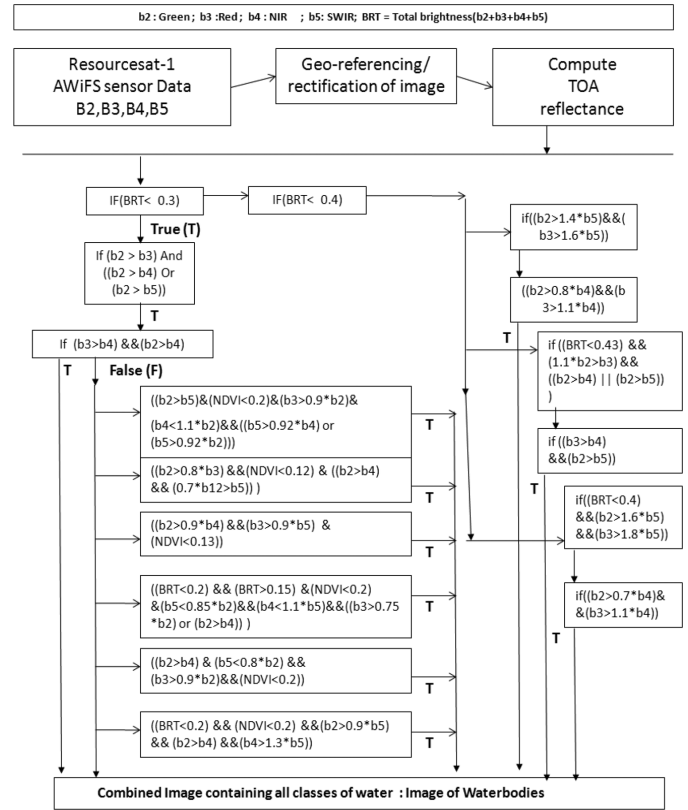 b2 : Green ; b3 :Red ; b4 : NIR ; b5: SWIR; BRT = Total brightness(b2+b3+b4+b5)
Resourcesat-1
AWiFS sensor Data
B2,B3,B4,B5
Geo-referencing/
rectification of image
Compute
TOA
reflectance
IF(BRT< 0.3)
IF(BRT< 0.4)
True (T)
If (b2 > b3) And
((b2 > b4) Or
(b2 > b5))
T
If (b3>b4) &&(b2>b4)
T
False (F)
((b2>b5)&(NDVI<0.2)&(b3>0.9*b2)&
(b4<1.1*b2)&&((b5>0.92*b4) or
(b5>0.92*b2)))
T
((b2>0.8*b3) &&(NDVI<0.12) & ((b2>b4)
&& (0.7*b12>b5)) )
T
((b2>0.9*b4) &&(b3>0.9*b5) &
(NDVI<0.13))
T
((BRT<0.2) && (BRT>0.15) &(NDVI<0.2)
&(b5<0.85*b2)&&(b4<1.1*b5)&&((b3>0.75
*b2) or (b2>b4)) )
T
((b2>b4) & (b5<0.8*b2) &&
(b3>0.9*b2)&&(NDVI<0.2))
T
((BRT<0.2) && (NDVI<0.2) &&(b2>0.9*b5)
&& (b2>b4) &&(b4>1.3*b5))
T
if((b2>1.4*b5)&&(
b3>1.6*b5))
((b2>0.8*b4)&&(b
3>1.1*b4))
T
if ((BRT<0.43) &&
(1.1*b2>b3) &&
((b2>b4) || (b2>b5))
)
if ((b3>b4)
&&(b2>b5))
T
if((BRT<0.4)
&&(b2>1.6*b5)
&&(b3>1.8*b5))
if((b2>0.7*b4)&
&(b3>1.1*b4))
T
Combined Image containing all classes of water : Image of Waterbodies